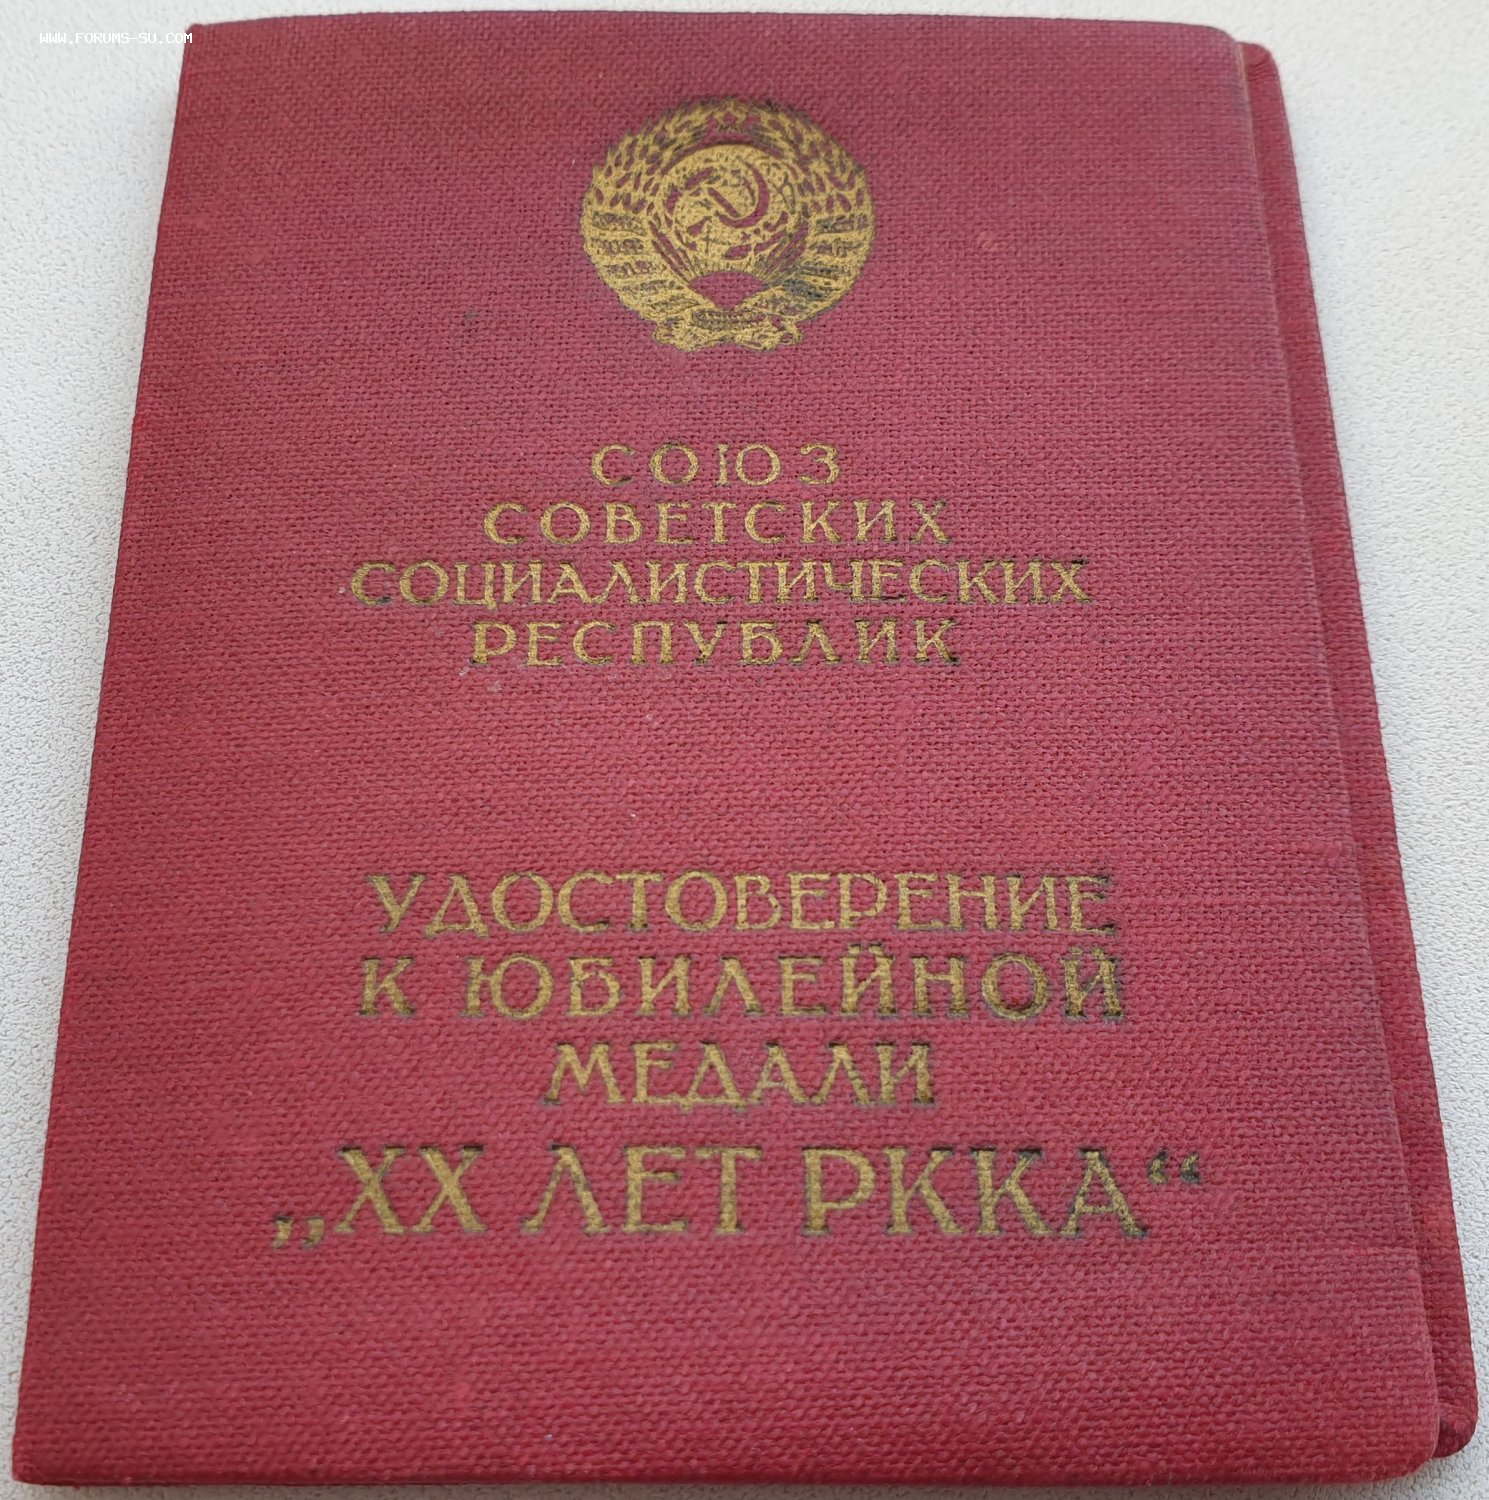 WWW.FORUMS-SU.COM
СОЮЗ
СОВЕТСКИХ
СОЦИАЛИСТИЧЕСКИХ
РЕСПУБЛИК
УДОСТОВЕРЕНИЕ
К ЮБИЛЕЙНОЙ
МЕДАЛИ
„XX ЛЕТ РККА“